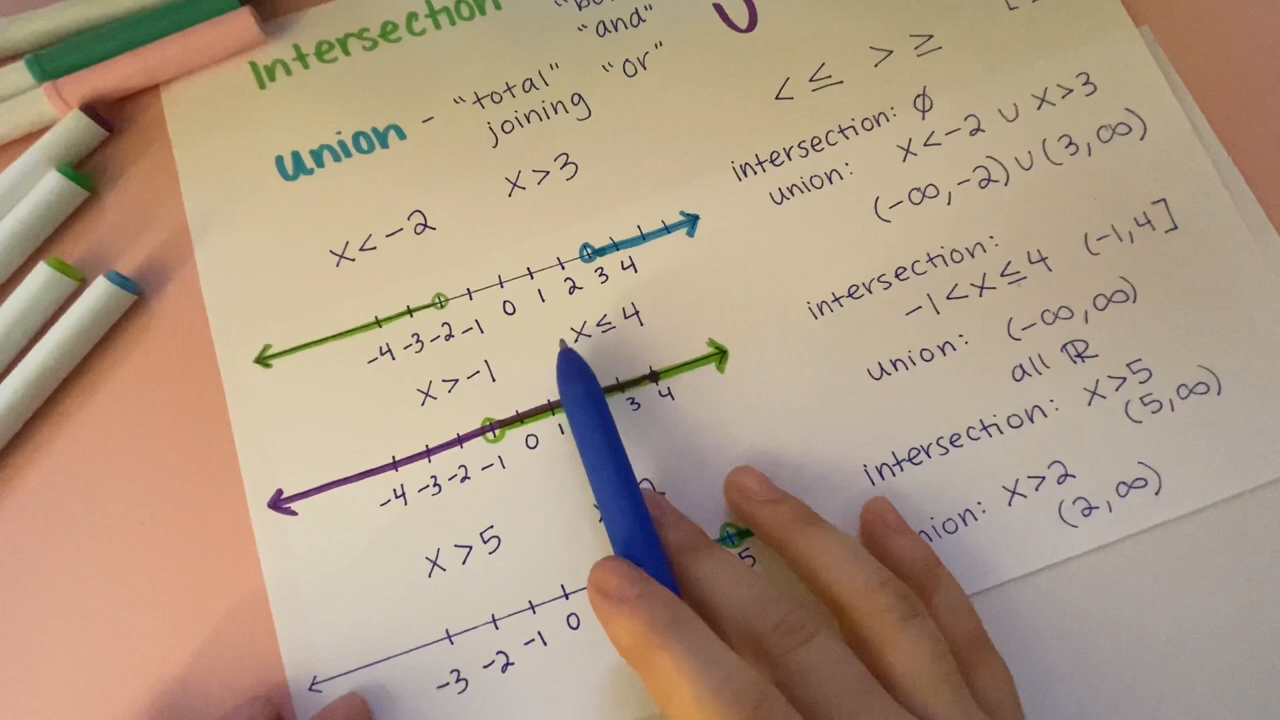 Intersection
"and"
U
union - "total" "or"
joining
< ≤ > ≥
x<-2 x>3
-4 -3 -2 -1 0 1 2 3 4
x>-1 x≤4
-4 -3 -2 -1 0 1 3 4
x>5
-3 -2 -1 0 5
intersection: ∅
union: x<-2 ∪ x>3
(-∞,-2)∪(3,∞)
intersection:
-1<x≤4 (-1,4]
union: (-∞,∞)
all ℝ
intersection: x>5
(5,∞)
x>2
(2,∞)